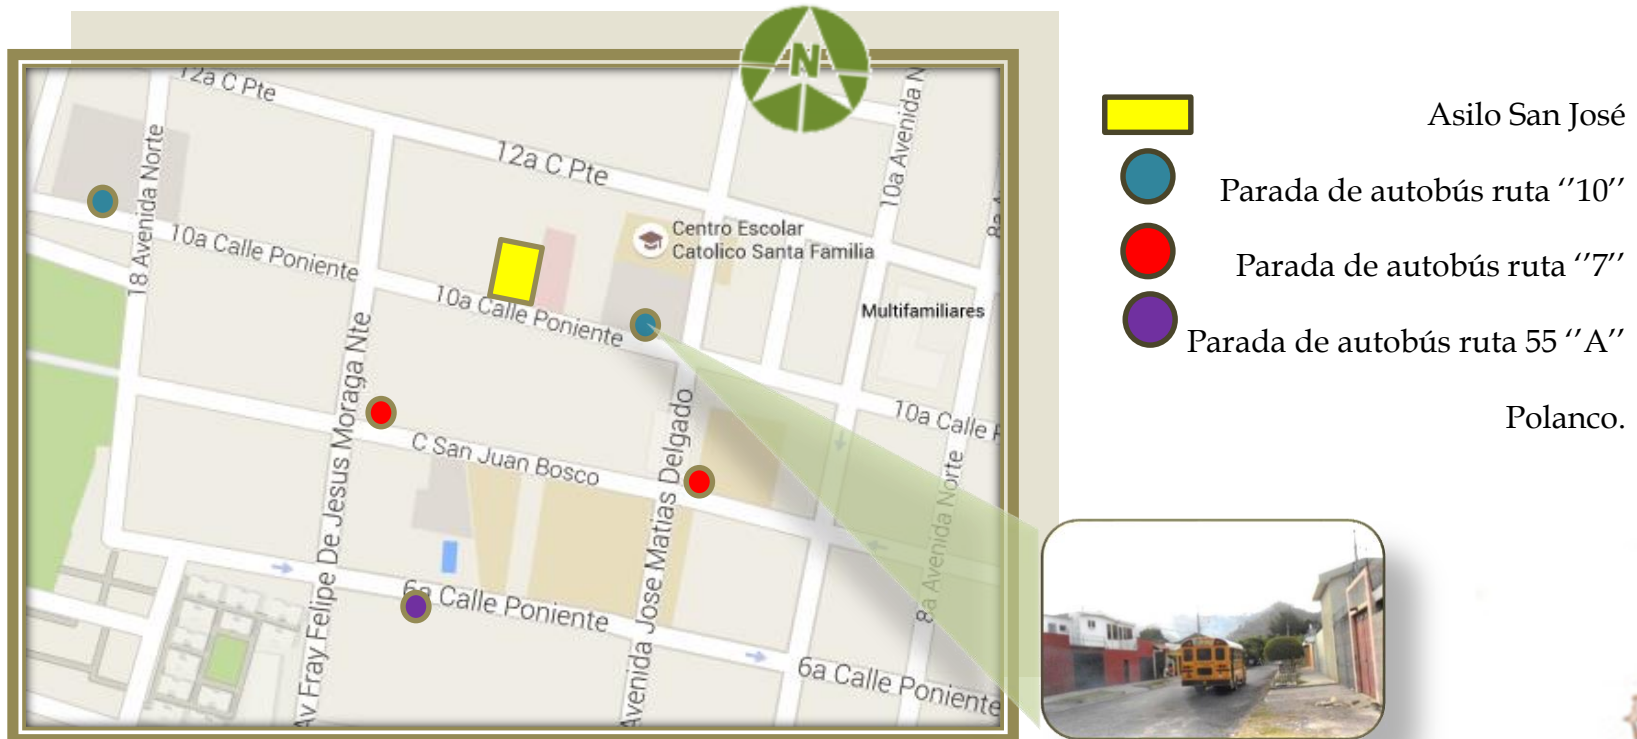 N
12a C Pte
12a C Pte
10a Avenida N
18 Avenida Norte
10a Calle Poniente
Centro Escolar
Catolico Santa Familia
10a Calle Poniente
Multifamiliares
10a Calle
Av Fray Felipe De Jesus Moraga Nte
C San Juan Bosco
Avenida Jose Matias Delgado
8a Avenida Norte
6a Calle Poniente
6a Calle Poniente
Asilo San José
Parada de autobús ruta ‘’10’’
Parada de autobús ruta ‘’7’’
Parada de autobús ruta 55 ‘’A’’
Polanco.